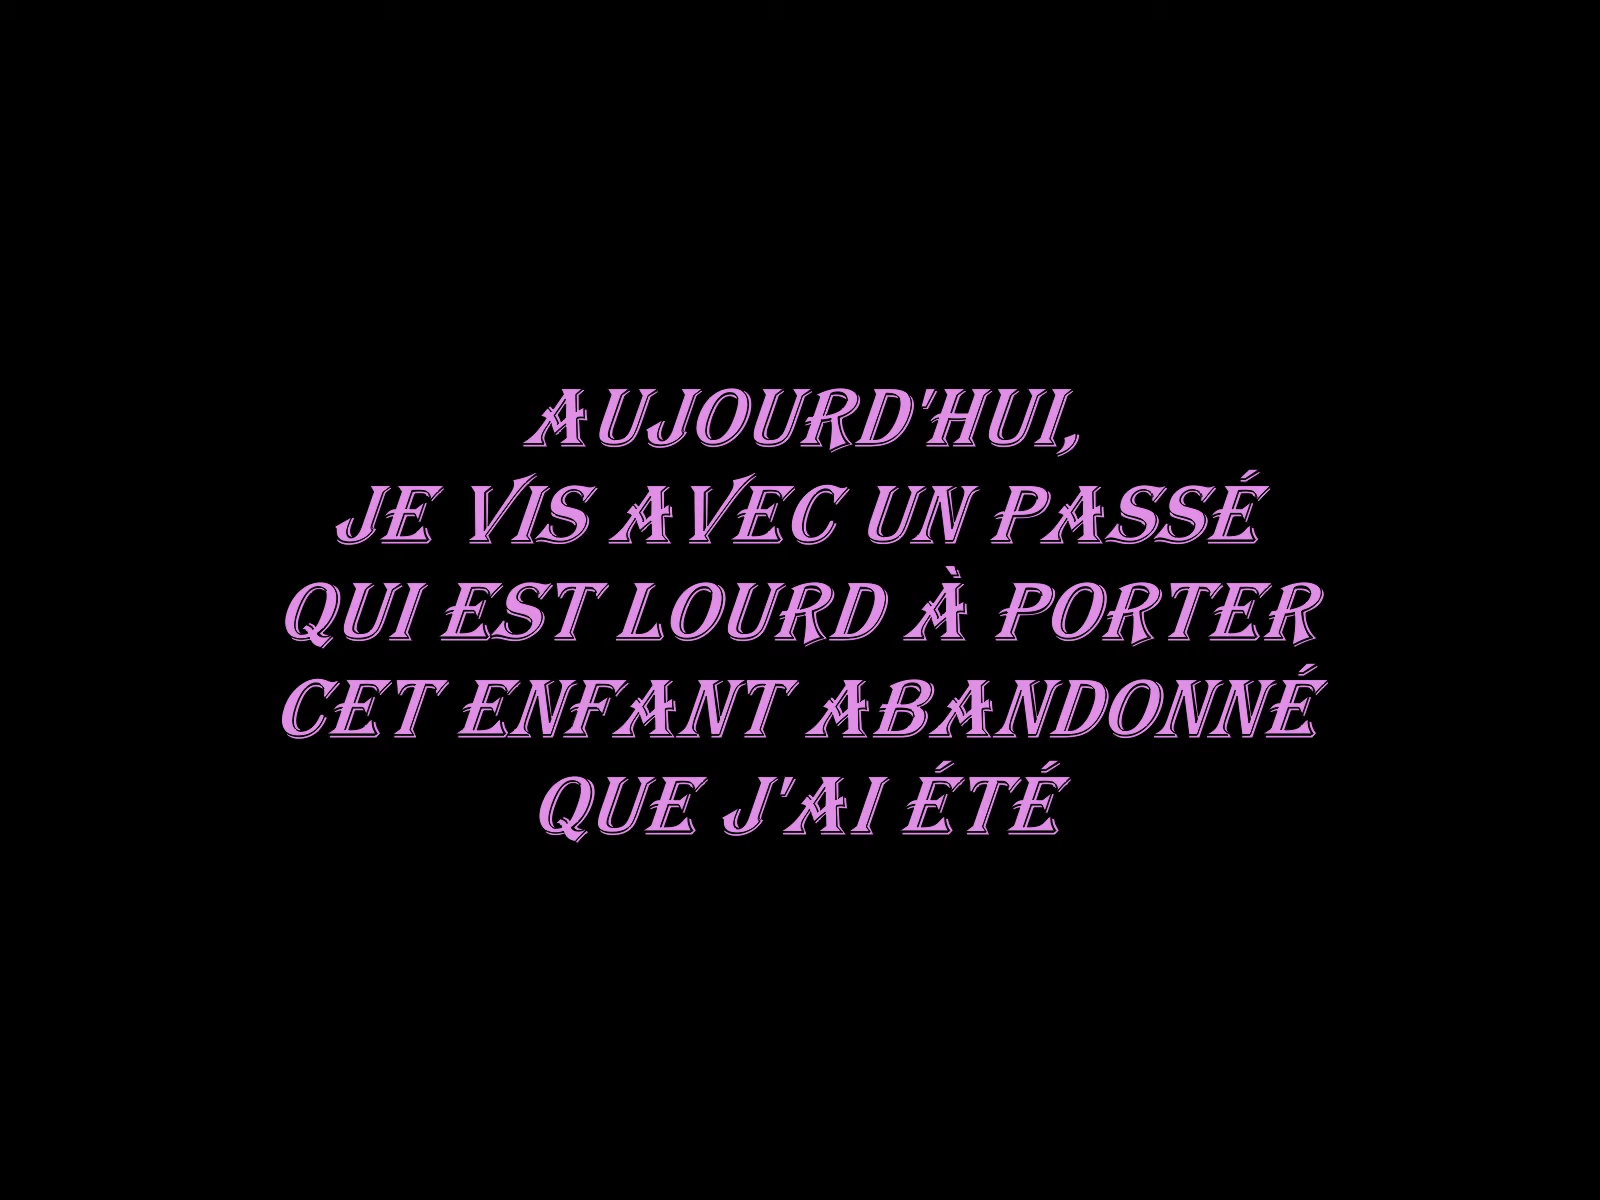 AUJOURD'HUI,
JE VIS AVEC UN PASSÉ
QUI EST LOURD À PORTER
CET ENFANT ABANDONNÉ
QUE J'AI ÉTÉ